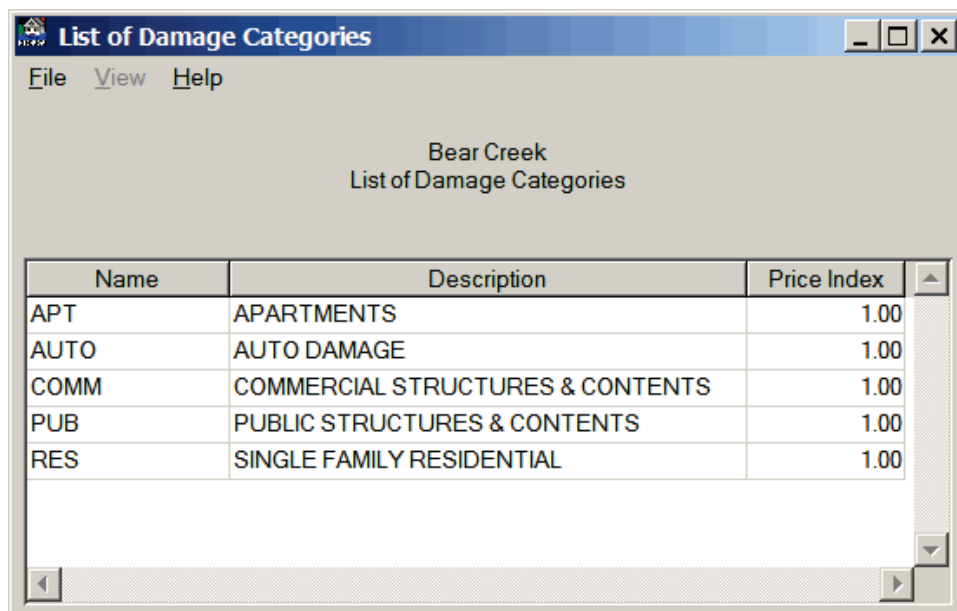 List of Damage Categories
File View Help
Bear Creek
List of Damage Categories
Name Description Price Index
APT APARTMENTS 1.00
AUTO AUTO DAMAGE 1.00
COMM COMMERCIAL STRUCTURES & CONTENTS 1.00
PUB PUBLIC STRUCTURES & CONTENTS 1.00
RES SINGLE FAMILY RESIDENTIAL 1.00